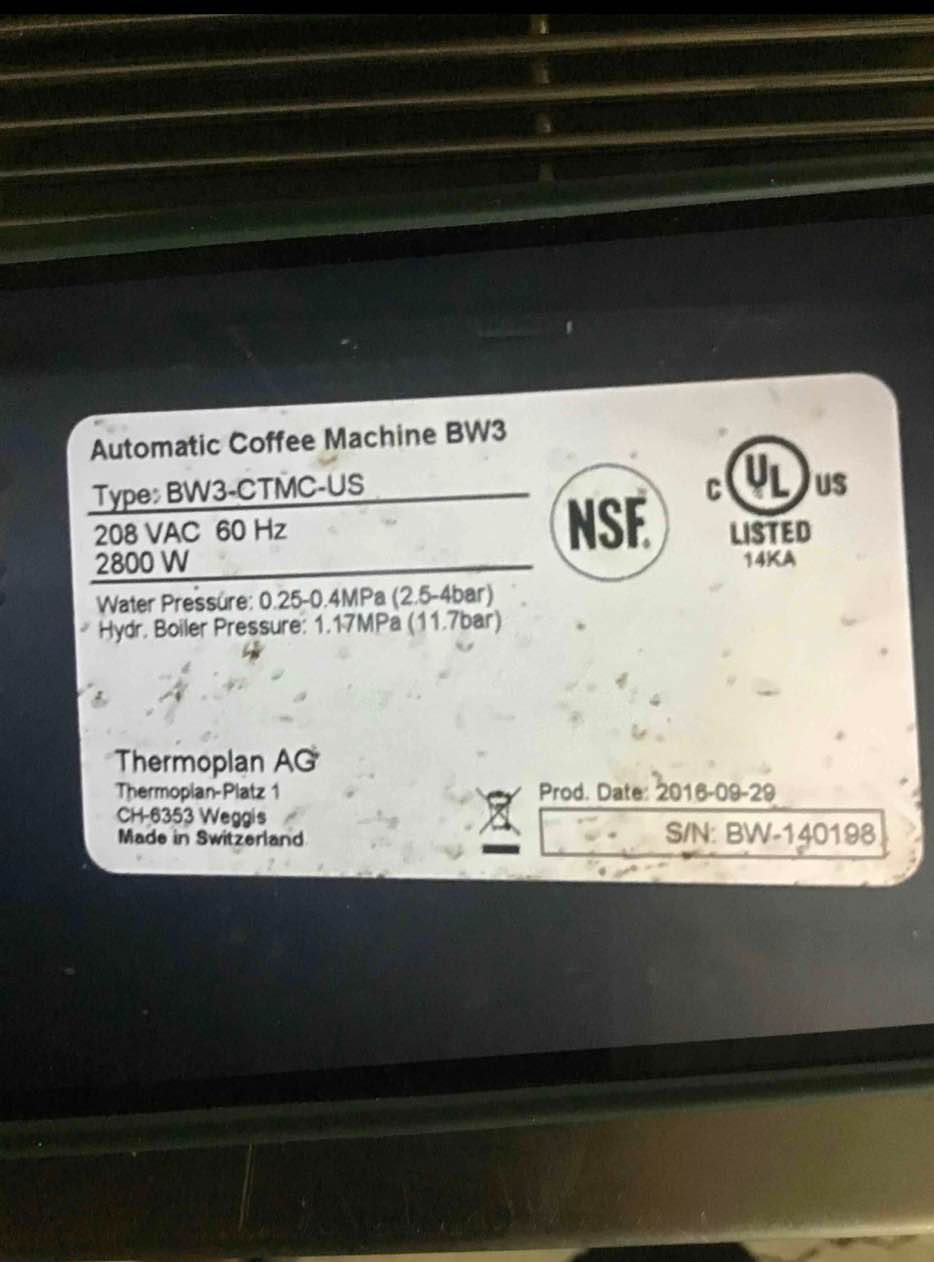 Automatic Coffee Machine BW3
Type: BW3-CTMC-US
208 VAC 60 Hz
2800 W
Water Pressure: 0.25-0.4MPa (2.5-4bar)
Hydr. Boiler Pressure: 1.17MPa (11.7bar)
NSF.
C UL US
LISTED
14KA
Thermoplan AG
Thermoplan-Platz 1
CH-6353 Weggis
Made in Switzerland
Prod. Date: 2016-09-29
S/N: BW-140198